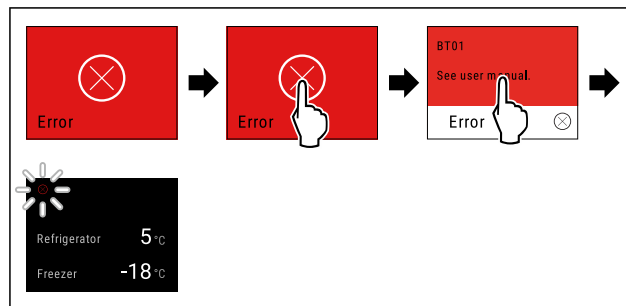 Error
Error
BT01
See user manual.
Error
Refrigerator 5 °C
Freezer -18 °C